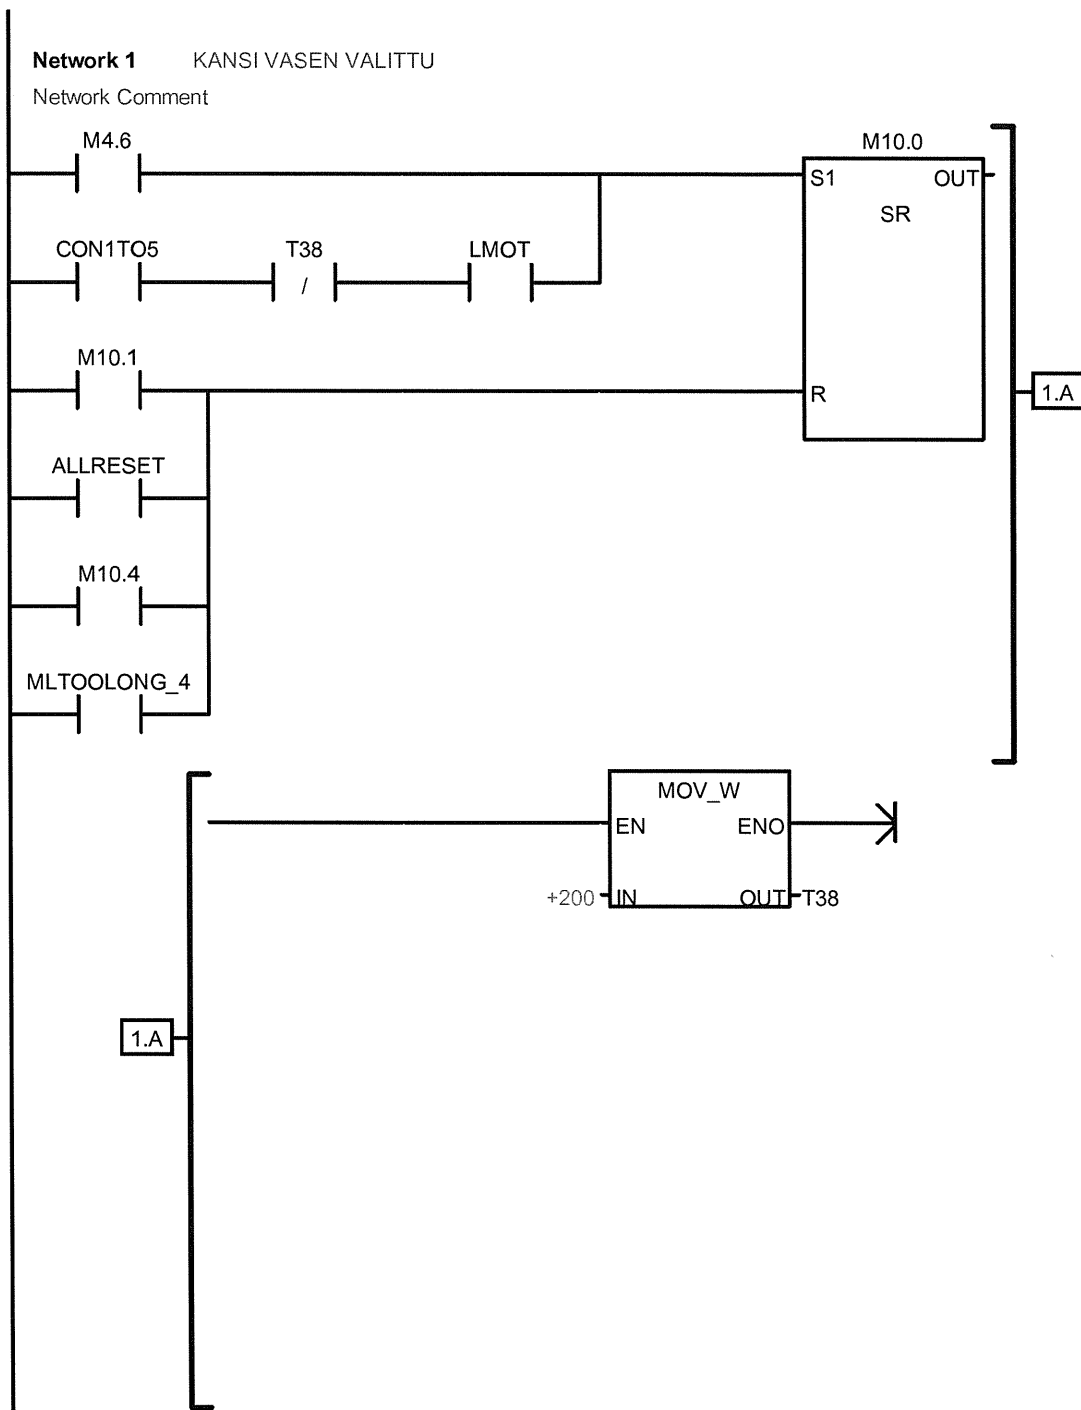 Network 1 KANSI VASEN VALITTU
Network Comment
M4.6
M10.0
S1 OUT
SR
CON1TO5 T38 LMOT
/
M10.1
R
1.A
ALLRESET
M10.4
MLTOOLONG_4
MOV_W
EN ENO
+200 IN OUT T38
1.A